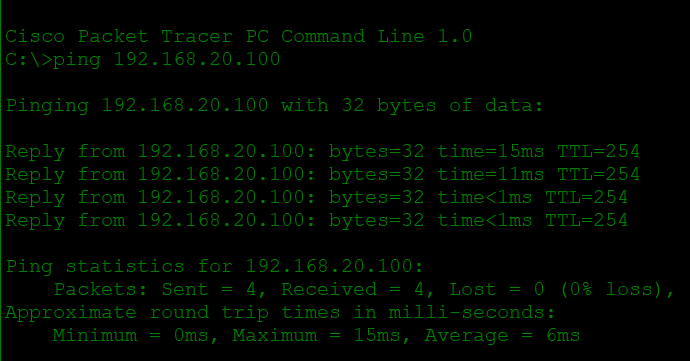 Cisco Packet Tracer PC Command Line 1.0
C:\>ping 192.168.20.100
Pinging 192.168.20.100 with 32 bytes of data:
Reply from 192.168.20.100: bytes=32 time=15ms TTL=254
Reply from 192.168.20.100: bytes=32 time=11ms TTL=254
Reply from 192.168.20.100: bytes=32 time<1ms TTL=254
Reply from 192.168.20.100: bytes=32 time<1ms TTL=254
Ping statistics for 192.168.20.100:
Packets: Sent = 4, Received = 4, Lost = 0 (0% loss),
Approximate round trip times in milli-seconds:
Minimum = 0ms, Maximum = 15ms, Average = 6ms